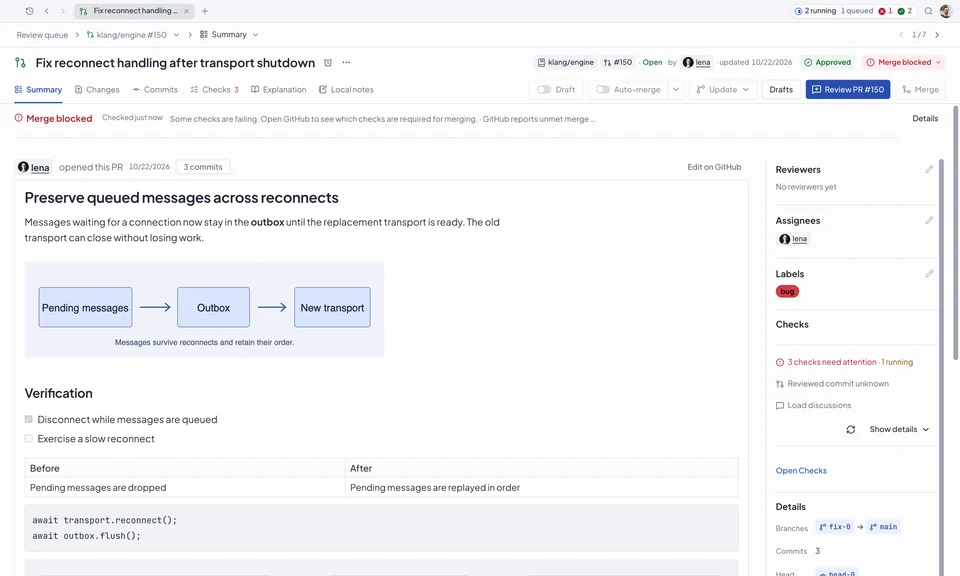 Fix reconnect handling ...
2 running 1 queued 1 2
Review queue klang/engine #150 Summary
1 / 7
Fix reconnect handling after transport shutdown
klang/engine #150 Open · by lena · updated 10/22/2026 Approved Merge blocked
Summary Changes Commits Checks 3 Explanation Local notes
Draft Auto-merge Update Drafts Review PR #150 Merge
Merge blocked Checked just now Some checks are failing. Open GitHub to see which checks are required for merging. · GitHub reports unmet merge ... Details
lena opened this PR 10/22/2026 3 commits Edit on GitHub
Preserve queued messages across reconnects
Messages waiting for a connection now stay in the outbox until the replacement transport is ready. The old
transport can close without losing work.
Pending messages Outbox New transport
Messages survive reconnects and retain their order.
Verification
Disconnect while messages are queued
Exercise a slow reconnect
Before After
Pending messages are dropped Pending messages are replayed in order
await transport.reconnect();
await outbox.flush();
Reviewers
No reviewers yet
Assignees
lena
Labels
bug
Checks
3 checks need attention · 1 running
Reviewed commit unknown
Load discussions
Show details
Open Checks
Details
Branches fix-0 → main
Commits 3
Head head-0